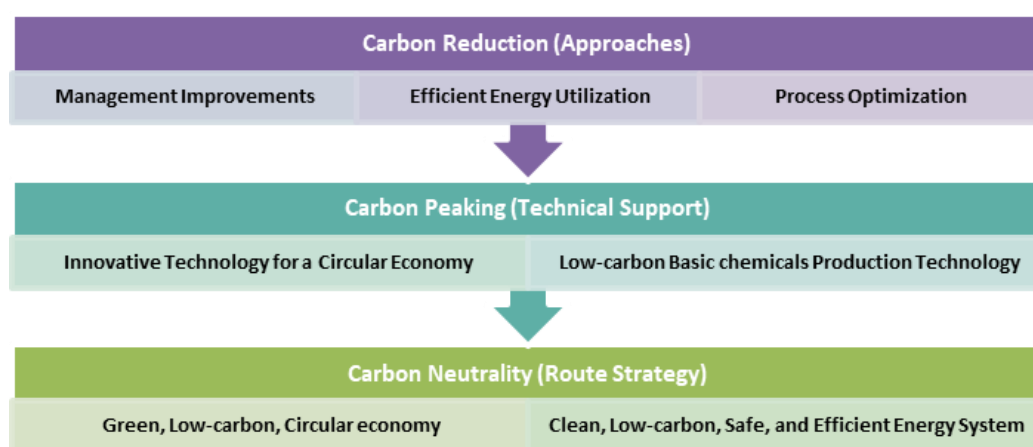 Carbon Reduction (Approaches)
Management Improvements
Efficient Energy Utilization
Process Optimization
Carbon Peaking (Technical Support)
Innovative Technology for a Circular Economy
Low-carbon Basic chemicals Production Technology
Carbon Neutrality (Route Strategy)
Green, Low-carbon, Circular economy
Clean, Low-carbon, Safe, and Efficient Energy System